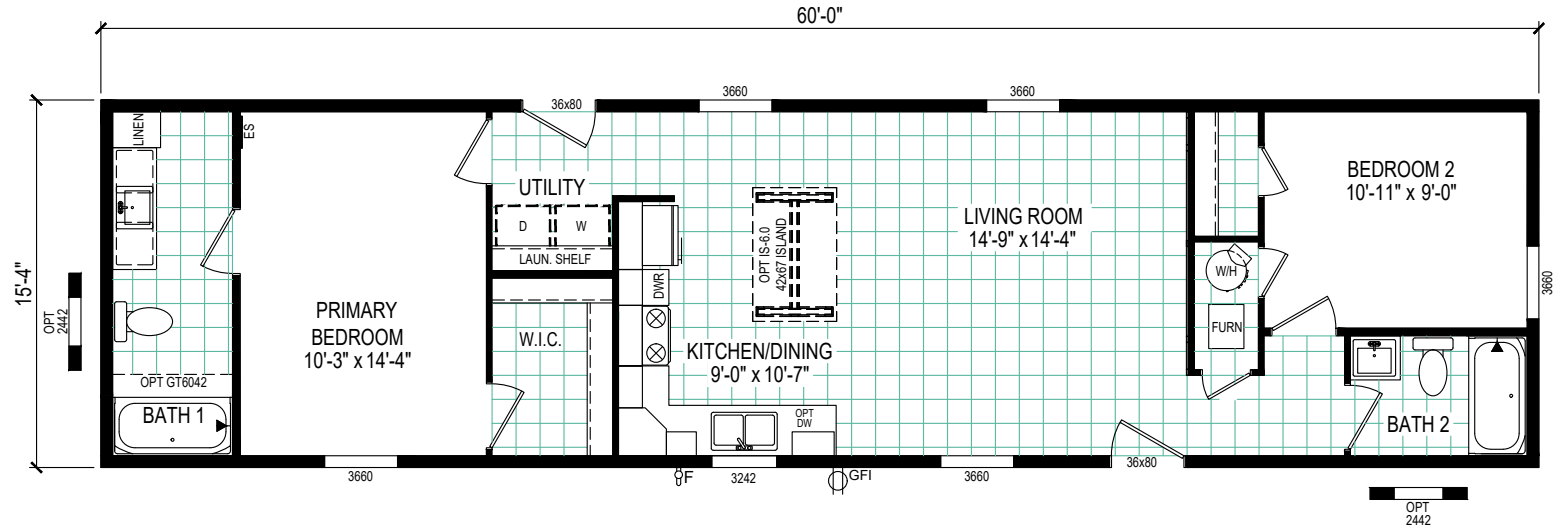 60'-0"
15'-4"
36x80
3660
3660
LINEN
ES
UTILITY
D
W
LAUN. SHELF
BEDROOM 2
10'-11" x 9'-0"
LIVING ROOM
14'-9" x 14'-4"
OPT IS-6.0
42x67 ISLAND
DWR
W/H
FURN
3660
OPT
2442
PRIMARY
BEDROOM
10'-3" x 14'-4"
W.I.C.
KITCHEN/DINING
9'-0" x 10'-7"
OPT GT6042
BATH 1
OPT
DW
BATH 2
3660
F
3242
GFI
3660
36x80
OPT
2442